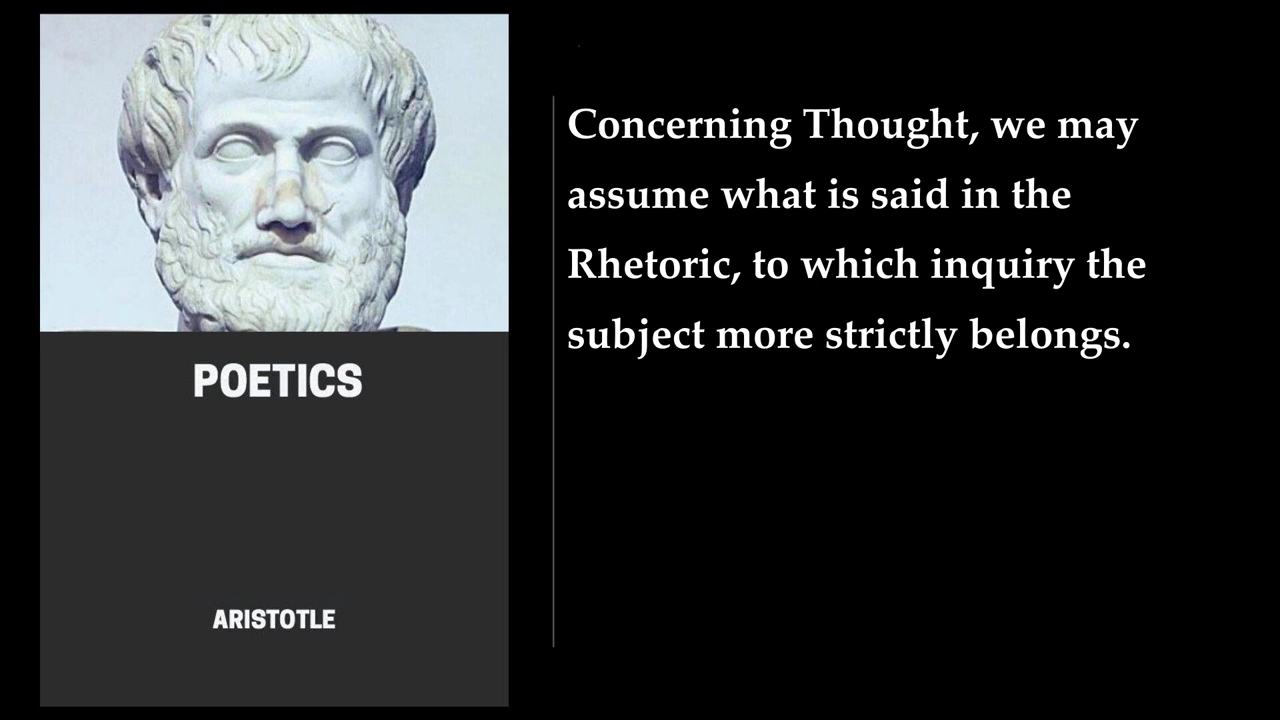 POETICS
ARISTOTLE
Concerning Thought, we may
assume what is said in the
Rhetoric, to which inquiry the
subject more strictly belongs.